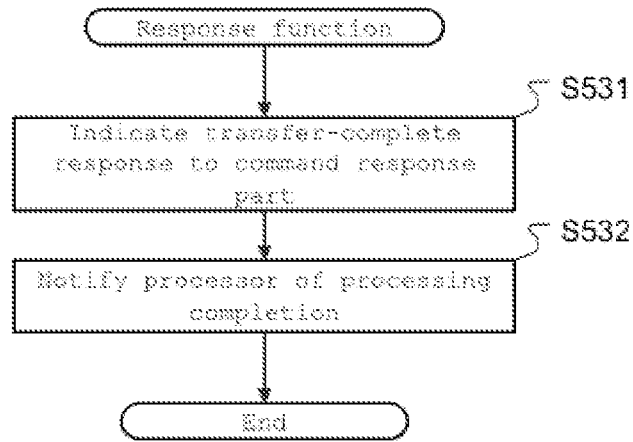 Response function
S531
Indicate transfer-complete
response to command response
part
S532
Notify processor of processing
completion
End